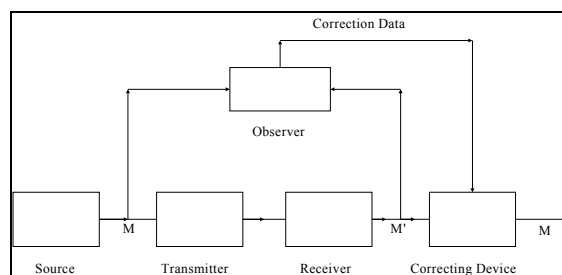 Correction Data
Observer
M
M'
M
Source
Transmitter
Receiver
Correcting Device